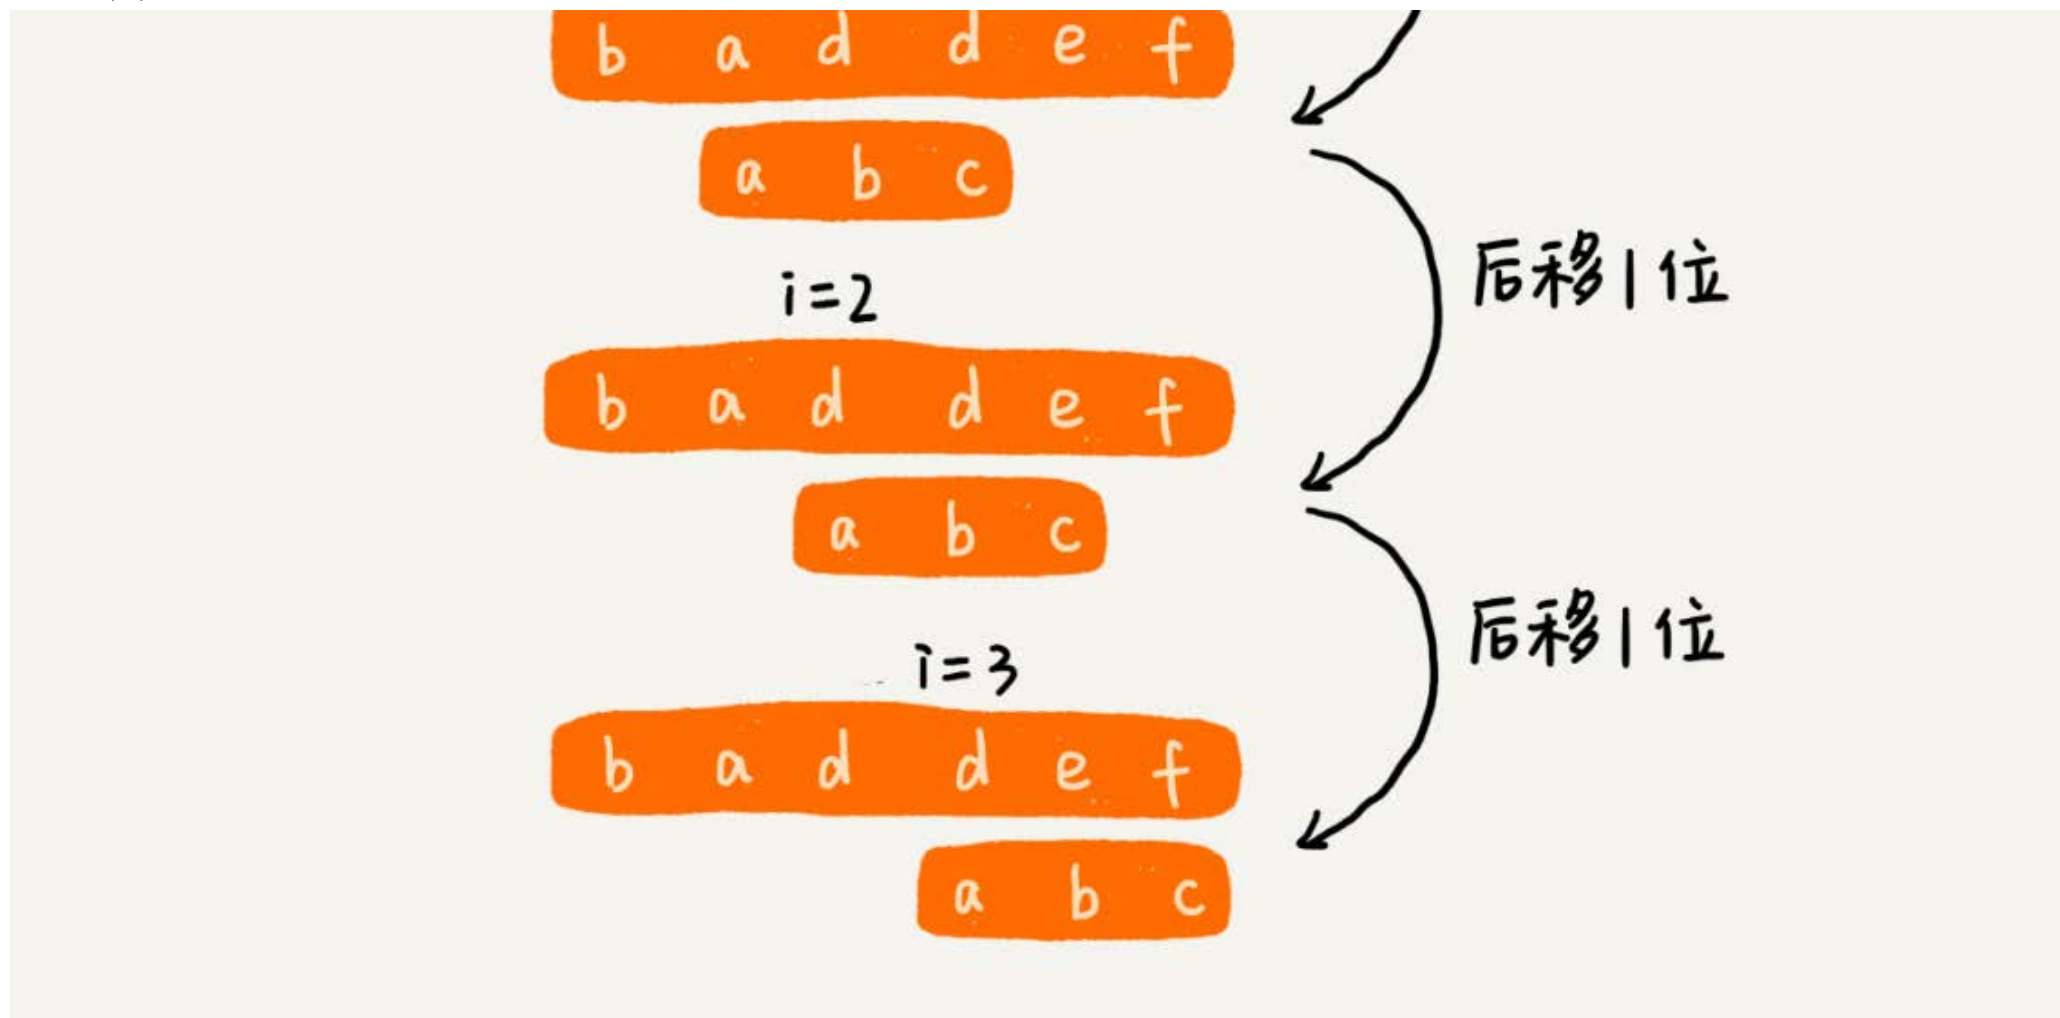 b a d d e f
a b c
后移1位
i=2
b a d d e f
a b c
后移1位
i=3
b a d d e f
a b c